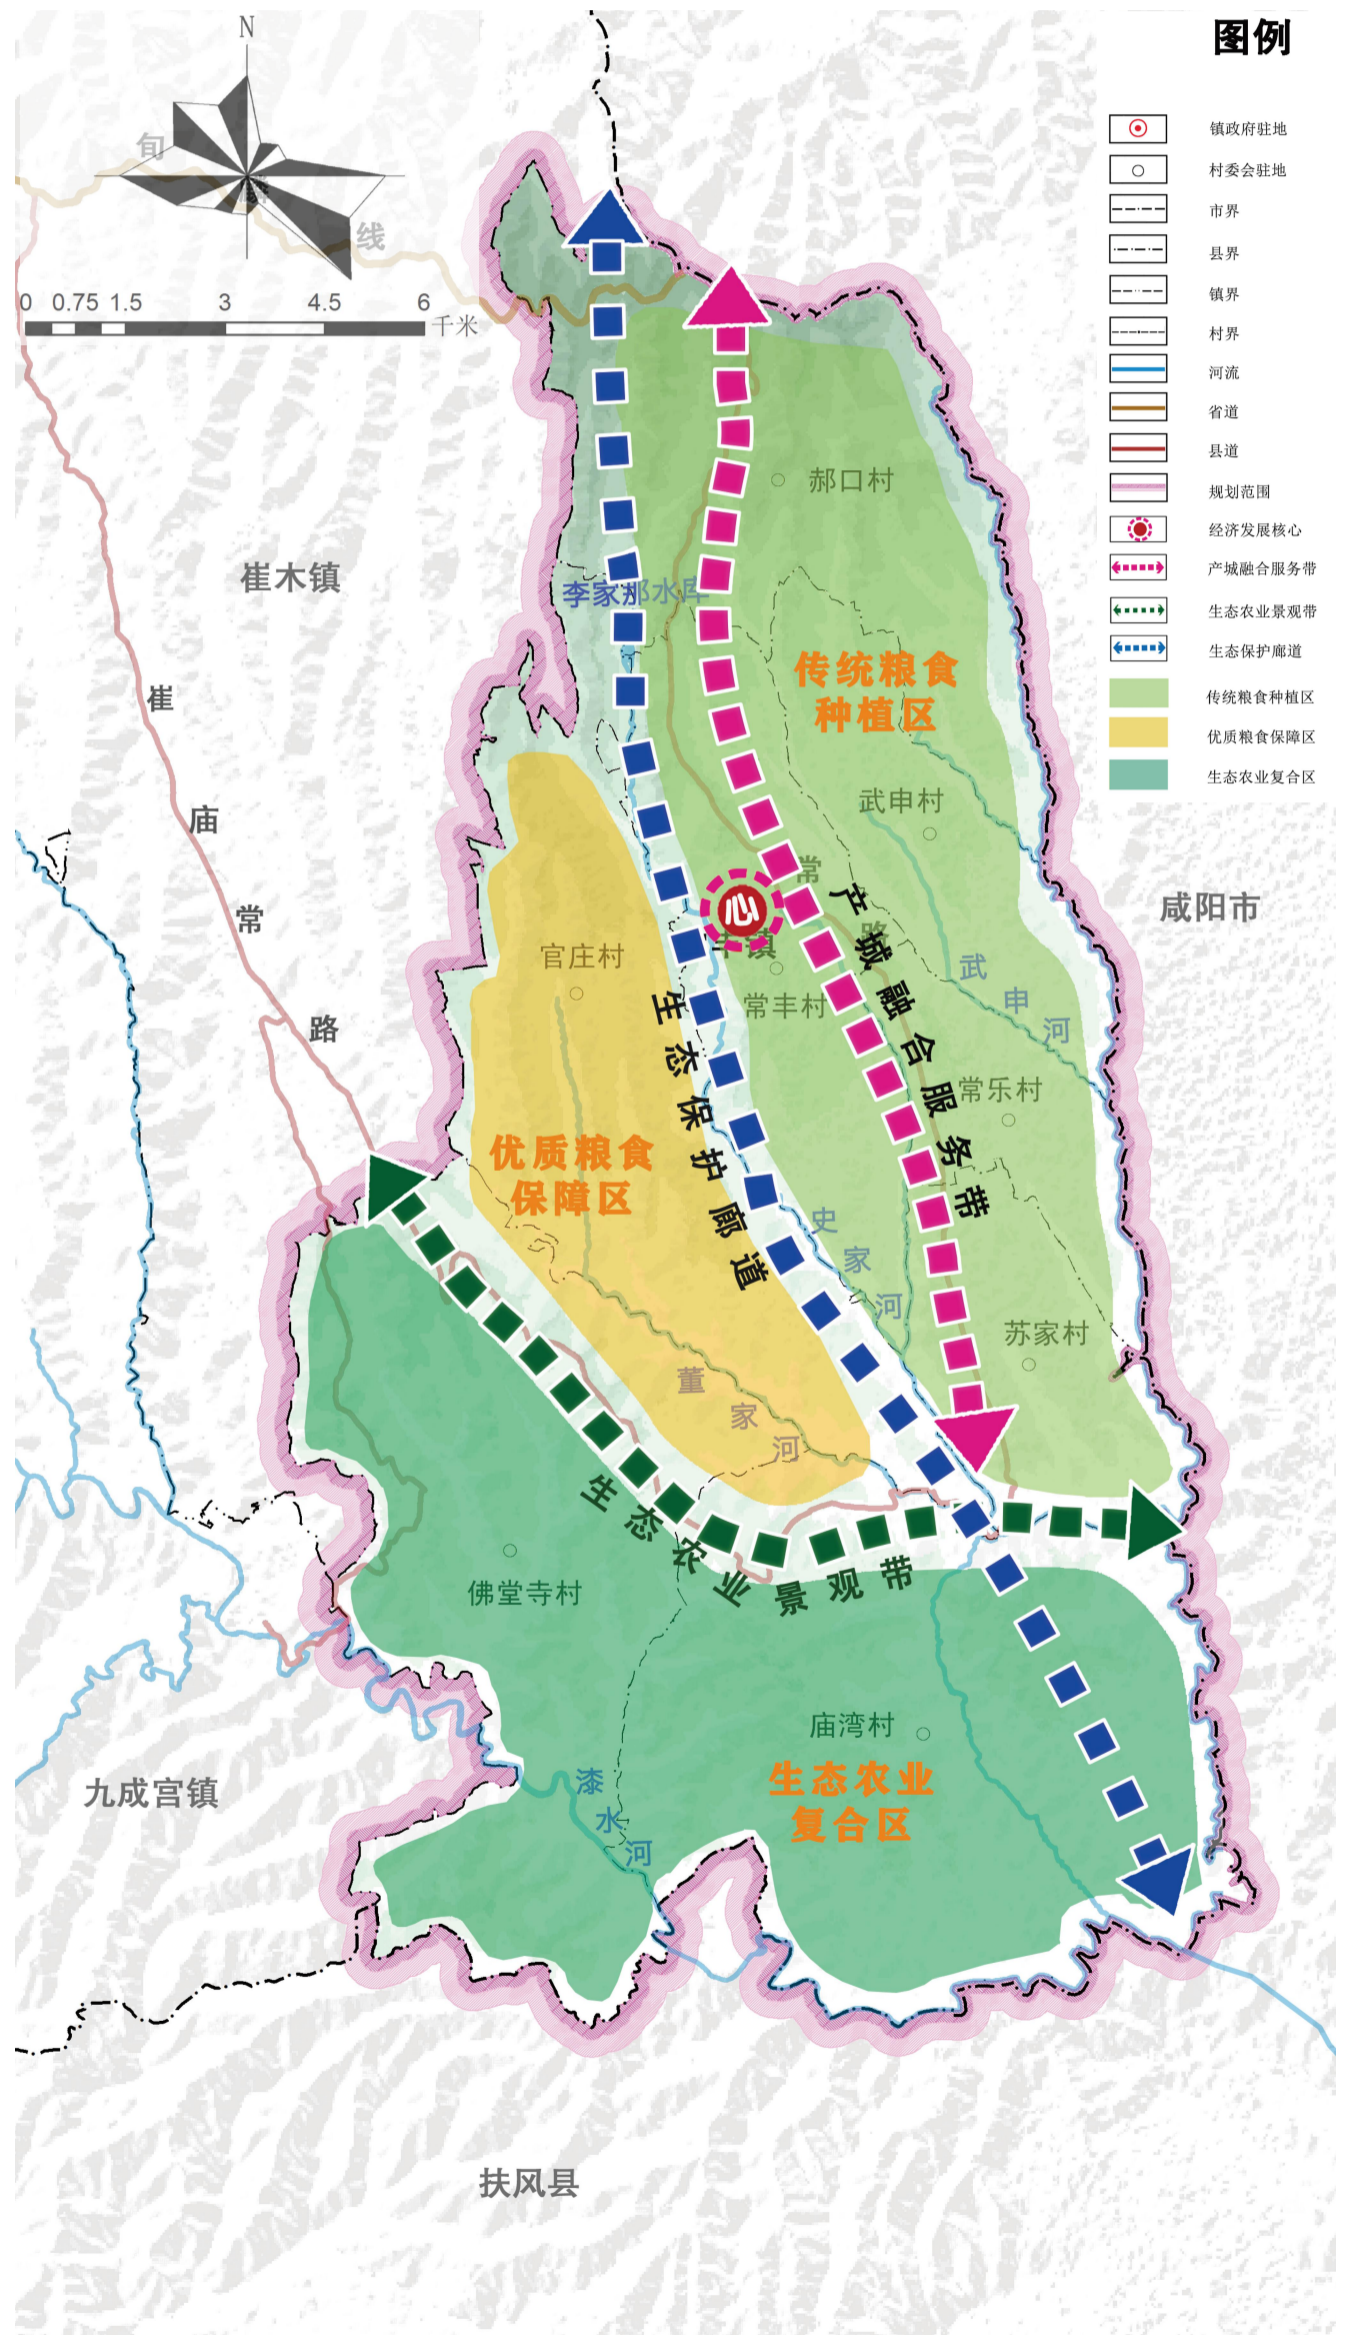 图例
镇政府驻地
村委会驻地
市界
县界
镇界
村界
河流
省道
县道
规划范围
经济发展核心
产城融合服务带
生态农业景观带
生态保护廊道
传统粮食种植区
优质粮食保障区
生态农业复合区
N
旬
线
0 0.75 1.5 3 4.5 6
千米
郝口村
崔木镇
李家那水库
传统粮食
种植区
崔
庙
常
路
武申村
常
路
心
丰镇
咸阳市
官庄村
常丰村
武
申
河
产城融合服务带
生态保护廊道
常乐村
优质粮食
保障区
史
家
河
苏家村
董
家
河
生态农业景观带
佛堂寺村
庙湾村
生态农业
复合区
漆
水
河
九成宫镇
扶风县